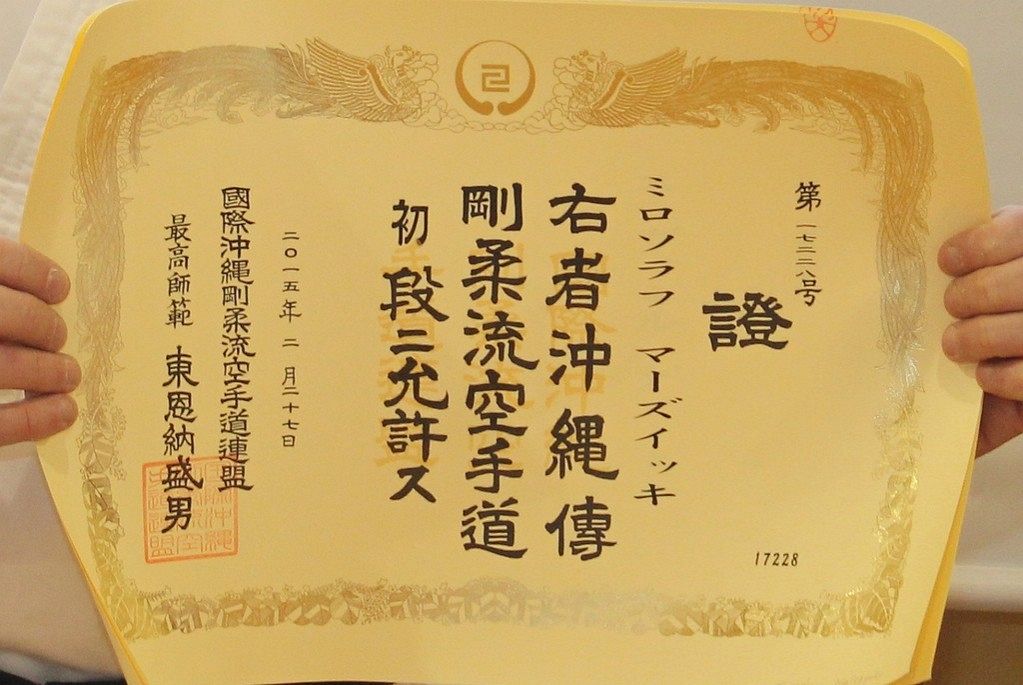 第一七二二八号
證
ミロソラフ マーズイッキ
右者沖縄傳
剛柔流空手道
初段ニ允許ス
二〇一五年二月二十七日
國際沖縄剛柔流空手道連盟
最高師範 東恩納盛男
17228